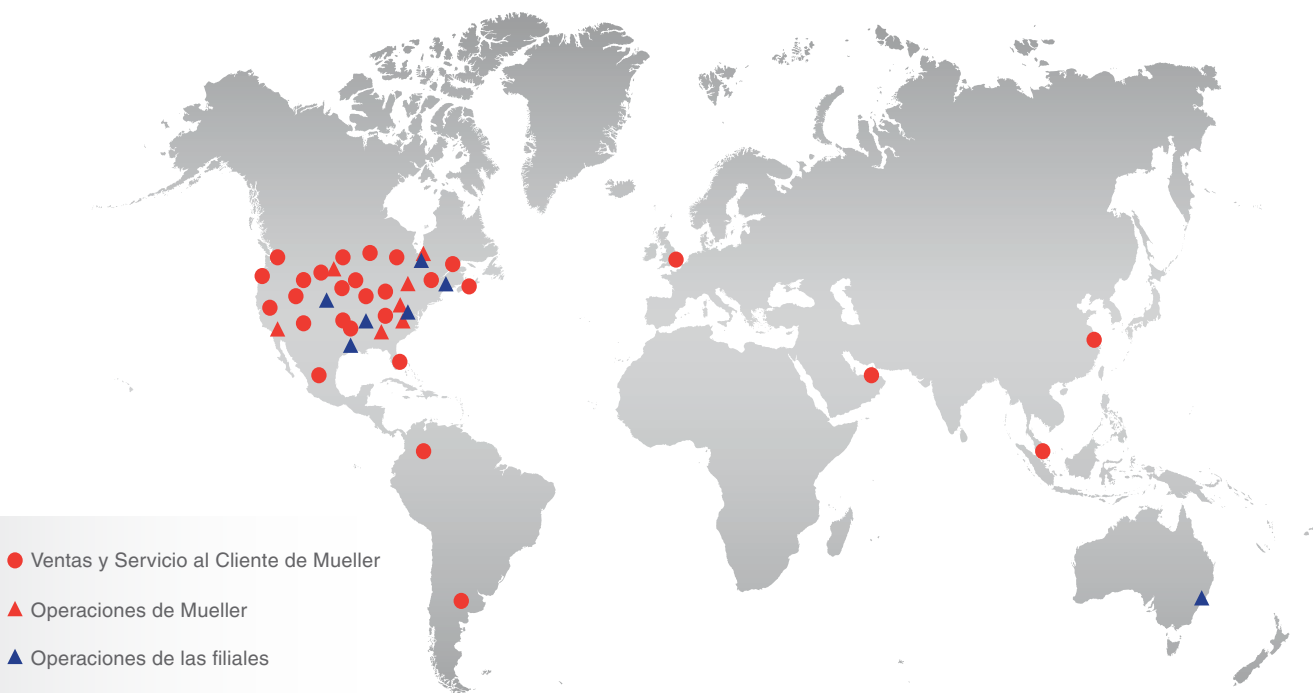 Ventas y Servicio al Cliente de Mueller
Operaciones de Mueller
Operaciones de las filiales